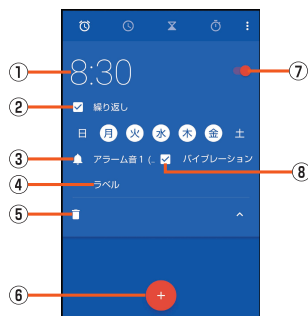 ① 8:30 ⑦
② 繰り返し
日 月 火 水 木 金 土
③ アラーム音1 (.. バイブレーション
④ ラベル ⑧
⑤
⑥ +